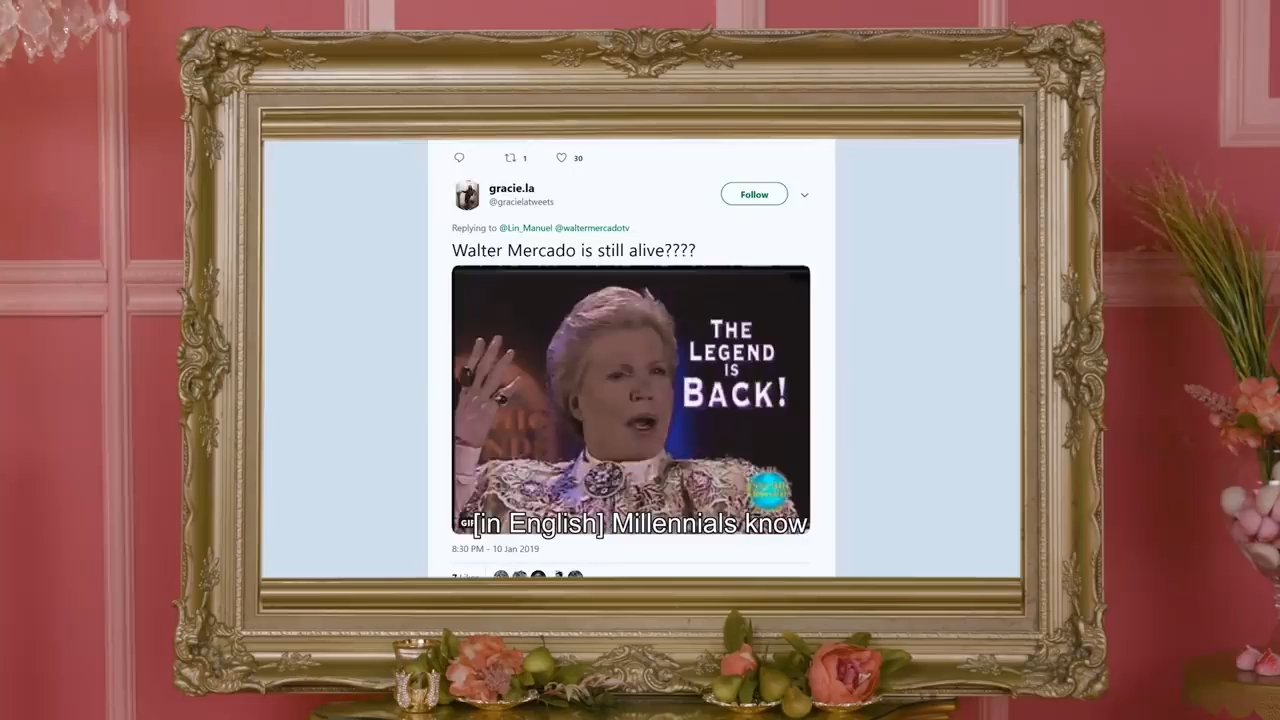 1 30
gracie.la
@gracielatweets
Follow
Replying to @Lin_Manuel @waltermercadotv
Walter Mercado is still alive????
THE
LEGEND
IS
BACK!
GIF
[in English] Millennials know
8:30 PM - 10 Jan 2019